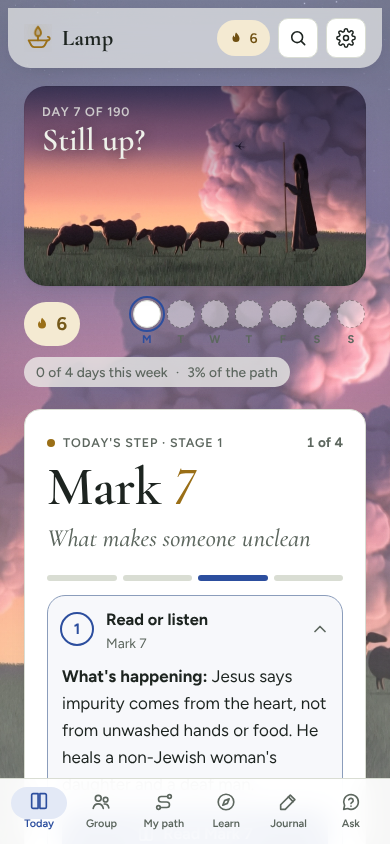 Lamp
6
DAY 7 OF 190
Still up?
6
M T W T F S S
0 of 4 days this week · 3% of the path
TODAY'S STEP · STAGE 1
1 of 4
Mark 7
What makes someone unclean
1
Read or listen
Mark 7
What's happening: Jesus says
impurity comes from the heart, not
from unwashed hands or food. He
heals a non-Jewish woman's
Today
Group
My path
Learn
Journal
Ask